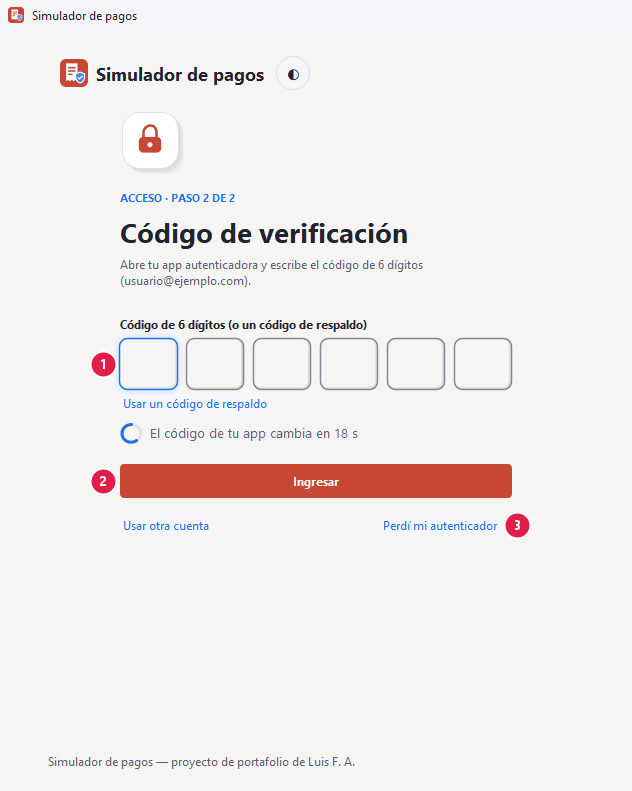 Simulador de pagos
Simulador de pagos
ACCESO · PASO 2 DE 2
Código de verificación
Abre tu app autenticadora y escribe el código de 6 dígitos
(usuario@ejemplo.com).
Código de 6 dígitos (o un código de respaldo)
1
Usar un código de respaldo
El código de tu app cambia en 18 s
2 Ingresar
Usar otra cuenta Perdí mi autenticador 3
Simulador de pagos — proyecto de portafolio de Luis F. A.